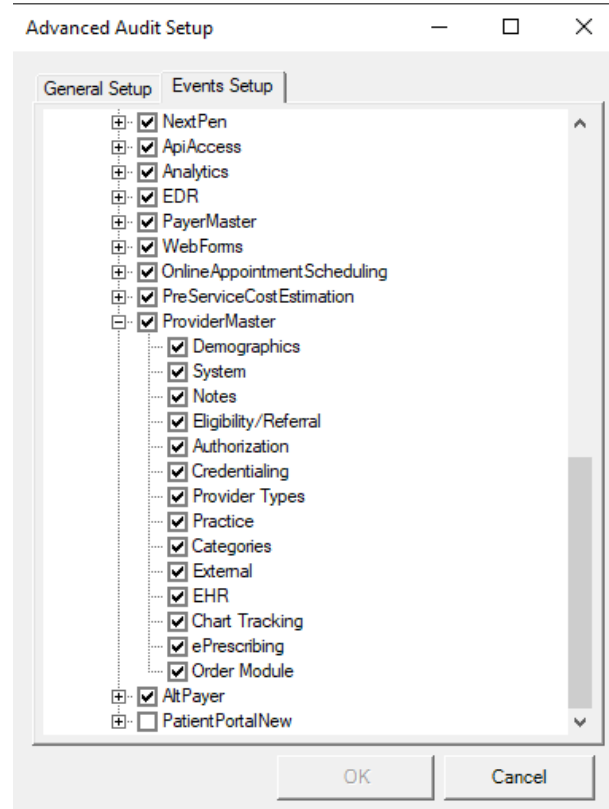 Advanced Audit Setup
General Setup Events Setup
NextPen
ApiAccess
Analytics
EDR
PayerMaster
WebForms
OnlineAppointmentScheduling
PreServiceCostEstimation
ProviderMaster
Demographics
System
Notes
Eligibility/Referral
Authorization
Credentialing
Provider Types
Practice
Categories
External
EHR
Chart Tracking
ePrescribing
Order Module
AltPayer
PatientPortalNew
OK Cancel